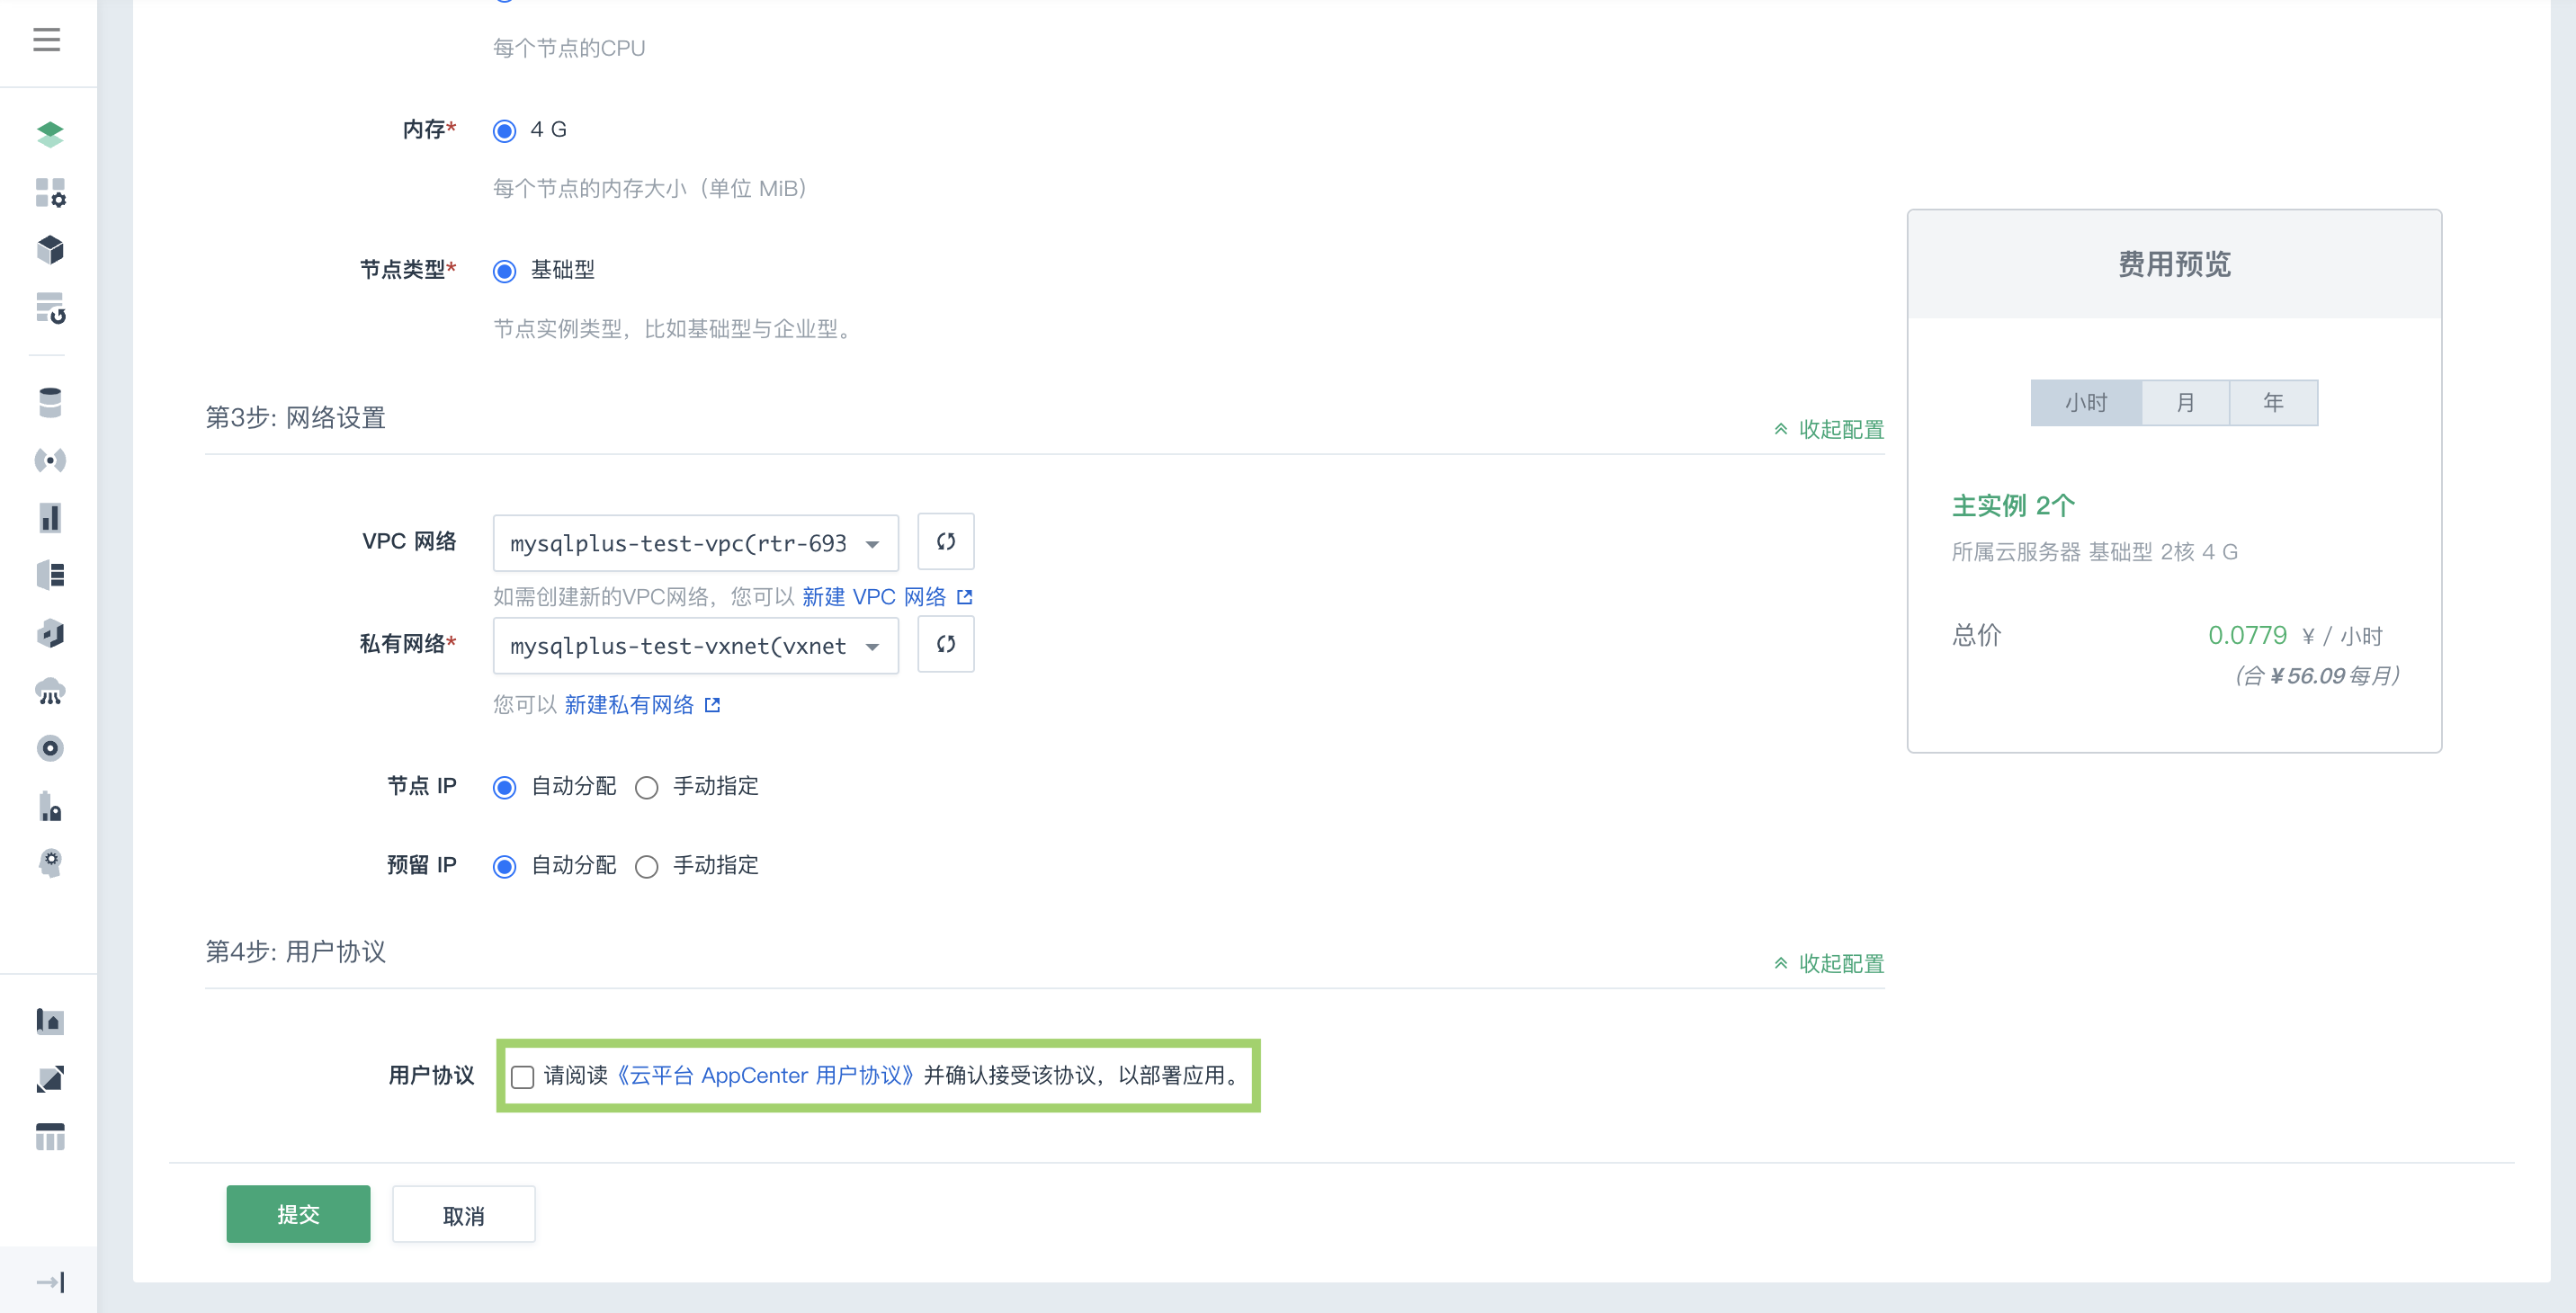 每个节点的CPU
内存* 4 G
每个节点的内存大小（单位 MiB）
节点类型* 基础型
节点实例类型，比如基础型与企业型。
第3步: 网络设置
收起配置
VPC 网络 mysqlplus-test-vpc(rtr-693
如需创建新的VPC网络，您可以 新建 VPC 网络
私有网络* mysqlplus-test-vxnet(vxnet
您可以 新建私有网络
节点 IP 自动分配 手动指定
预留 IP 自动分配 手动指定
第4步: 用户协议
收起配置
用户协议 请阅读《云平台 AppCenter 用户协议》并确认接受该协议，以部署应用。
提交 取消
费用预览
小时 月 年
主实例 2个
所属云服务器 基础型 2核 4 G
总价 0.0779 ¥ / 小时
(合 ¥56.09每月)